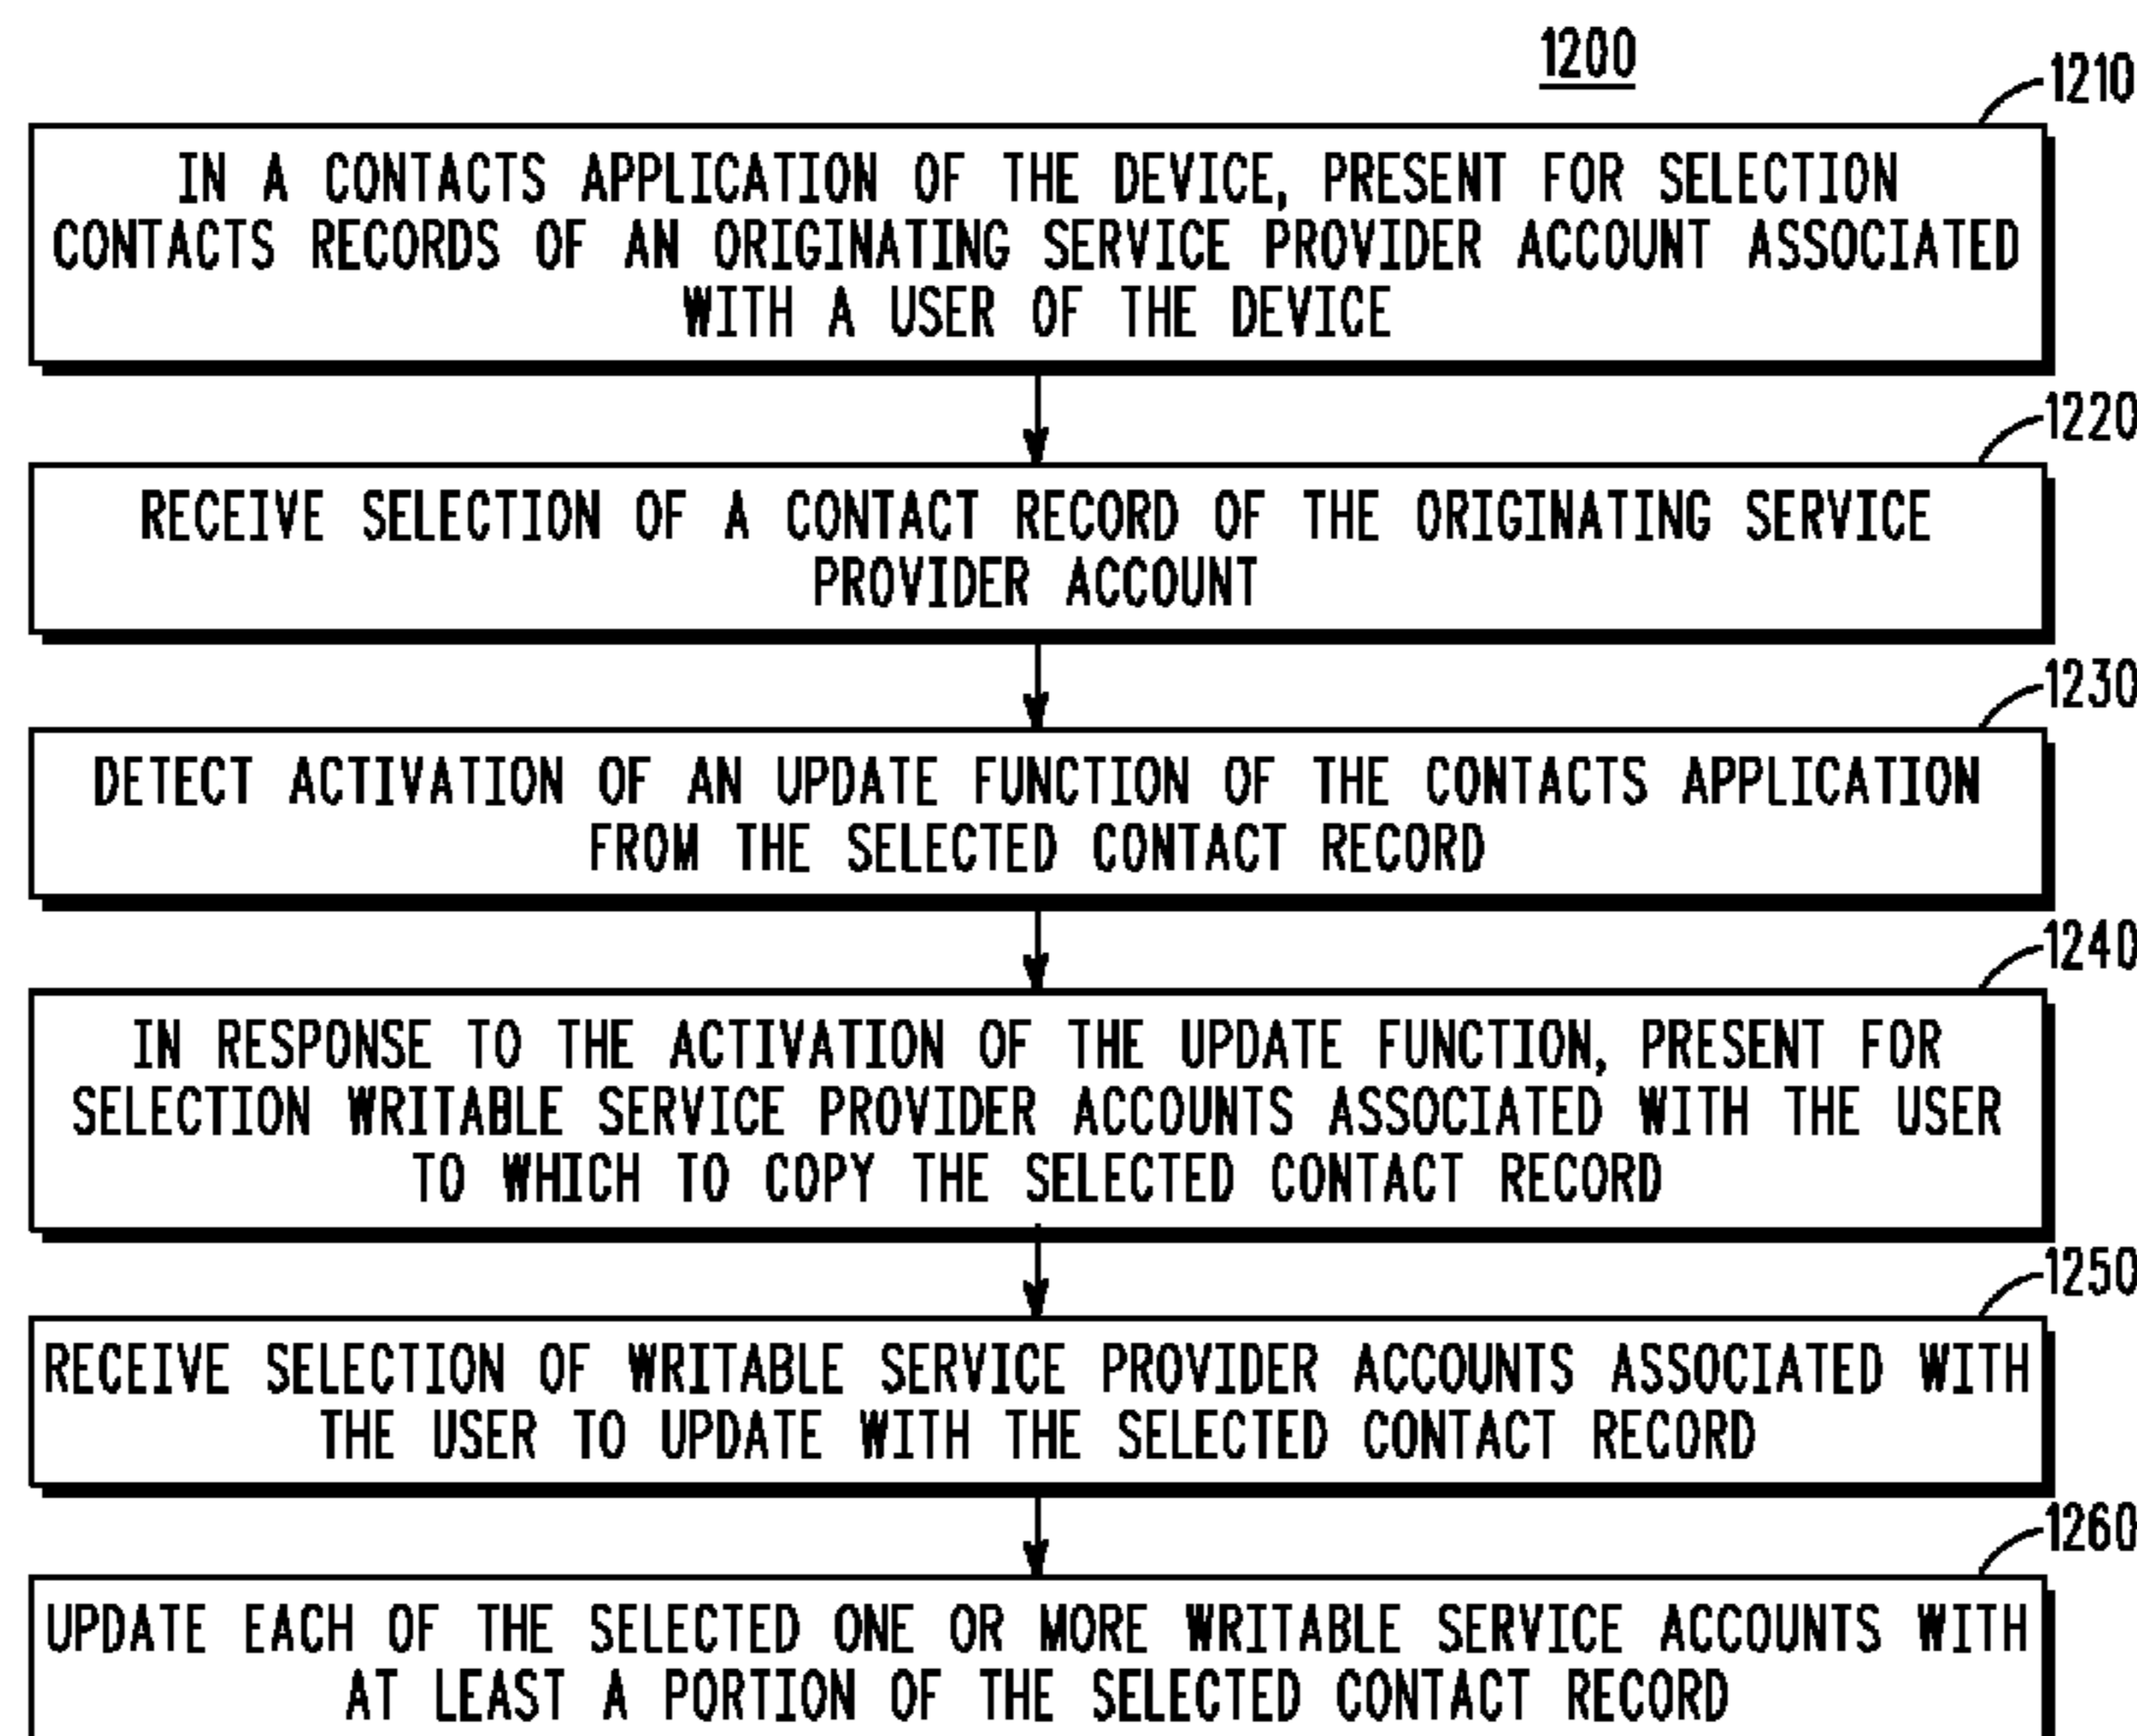 1200
1210
IN A CONTACTS APPLICATION OF THE DEVICE, PRESENT FOR SELECTION
CONTACTS RECORDS OF AN ORIGINATING SERVICE PROVIDER ACCOUNT ASSOCIATED
WITH A USER OF THE DEVICE
1220
RECEIVE SELECTION OF A CONTACT RECORD OF THE ORIGINATING SERVICE
PROVIDER ACCOUNT
1230
DETECT ACTIVATION OF AN UPDATE FUNCTION OF THE CONTACTS APPLICATION
FROM THE SELECTED CONTACT RECORD
1240
IN RESPONSE TO THE ACTIVATION OF THE UPDATE FUNCTION, PRESENT FOR
SELECTION WRITABLE SERVICE PROVIDER ACCOUNTS ASSOCIATED WITH THE USER
TO WHICH TO COPY THE SELECTED CONTACT RECORD
1250
RECEIVE SELECTION OF WRITABLE SERVICE PROVIDER ACCOUNTS ASSOCIATED WITH
THE USER TO UPDATE WITH THE SELECTED CONTACT RECORD
1260
UPDATE EACH OF THE SELECTED ONE OR MORE WRITABLE SERVICE ACCOUNTS WITH
AT LEAST A PORTION OF THE SELECTED CONTACT RECORD